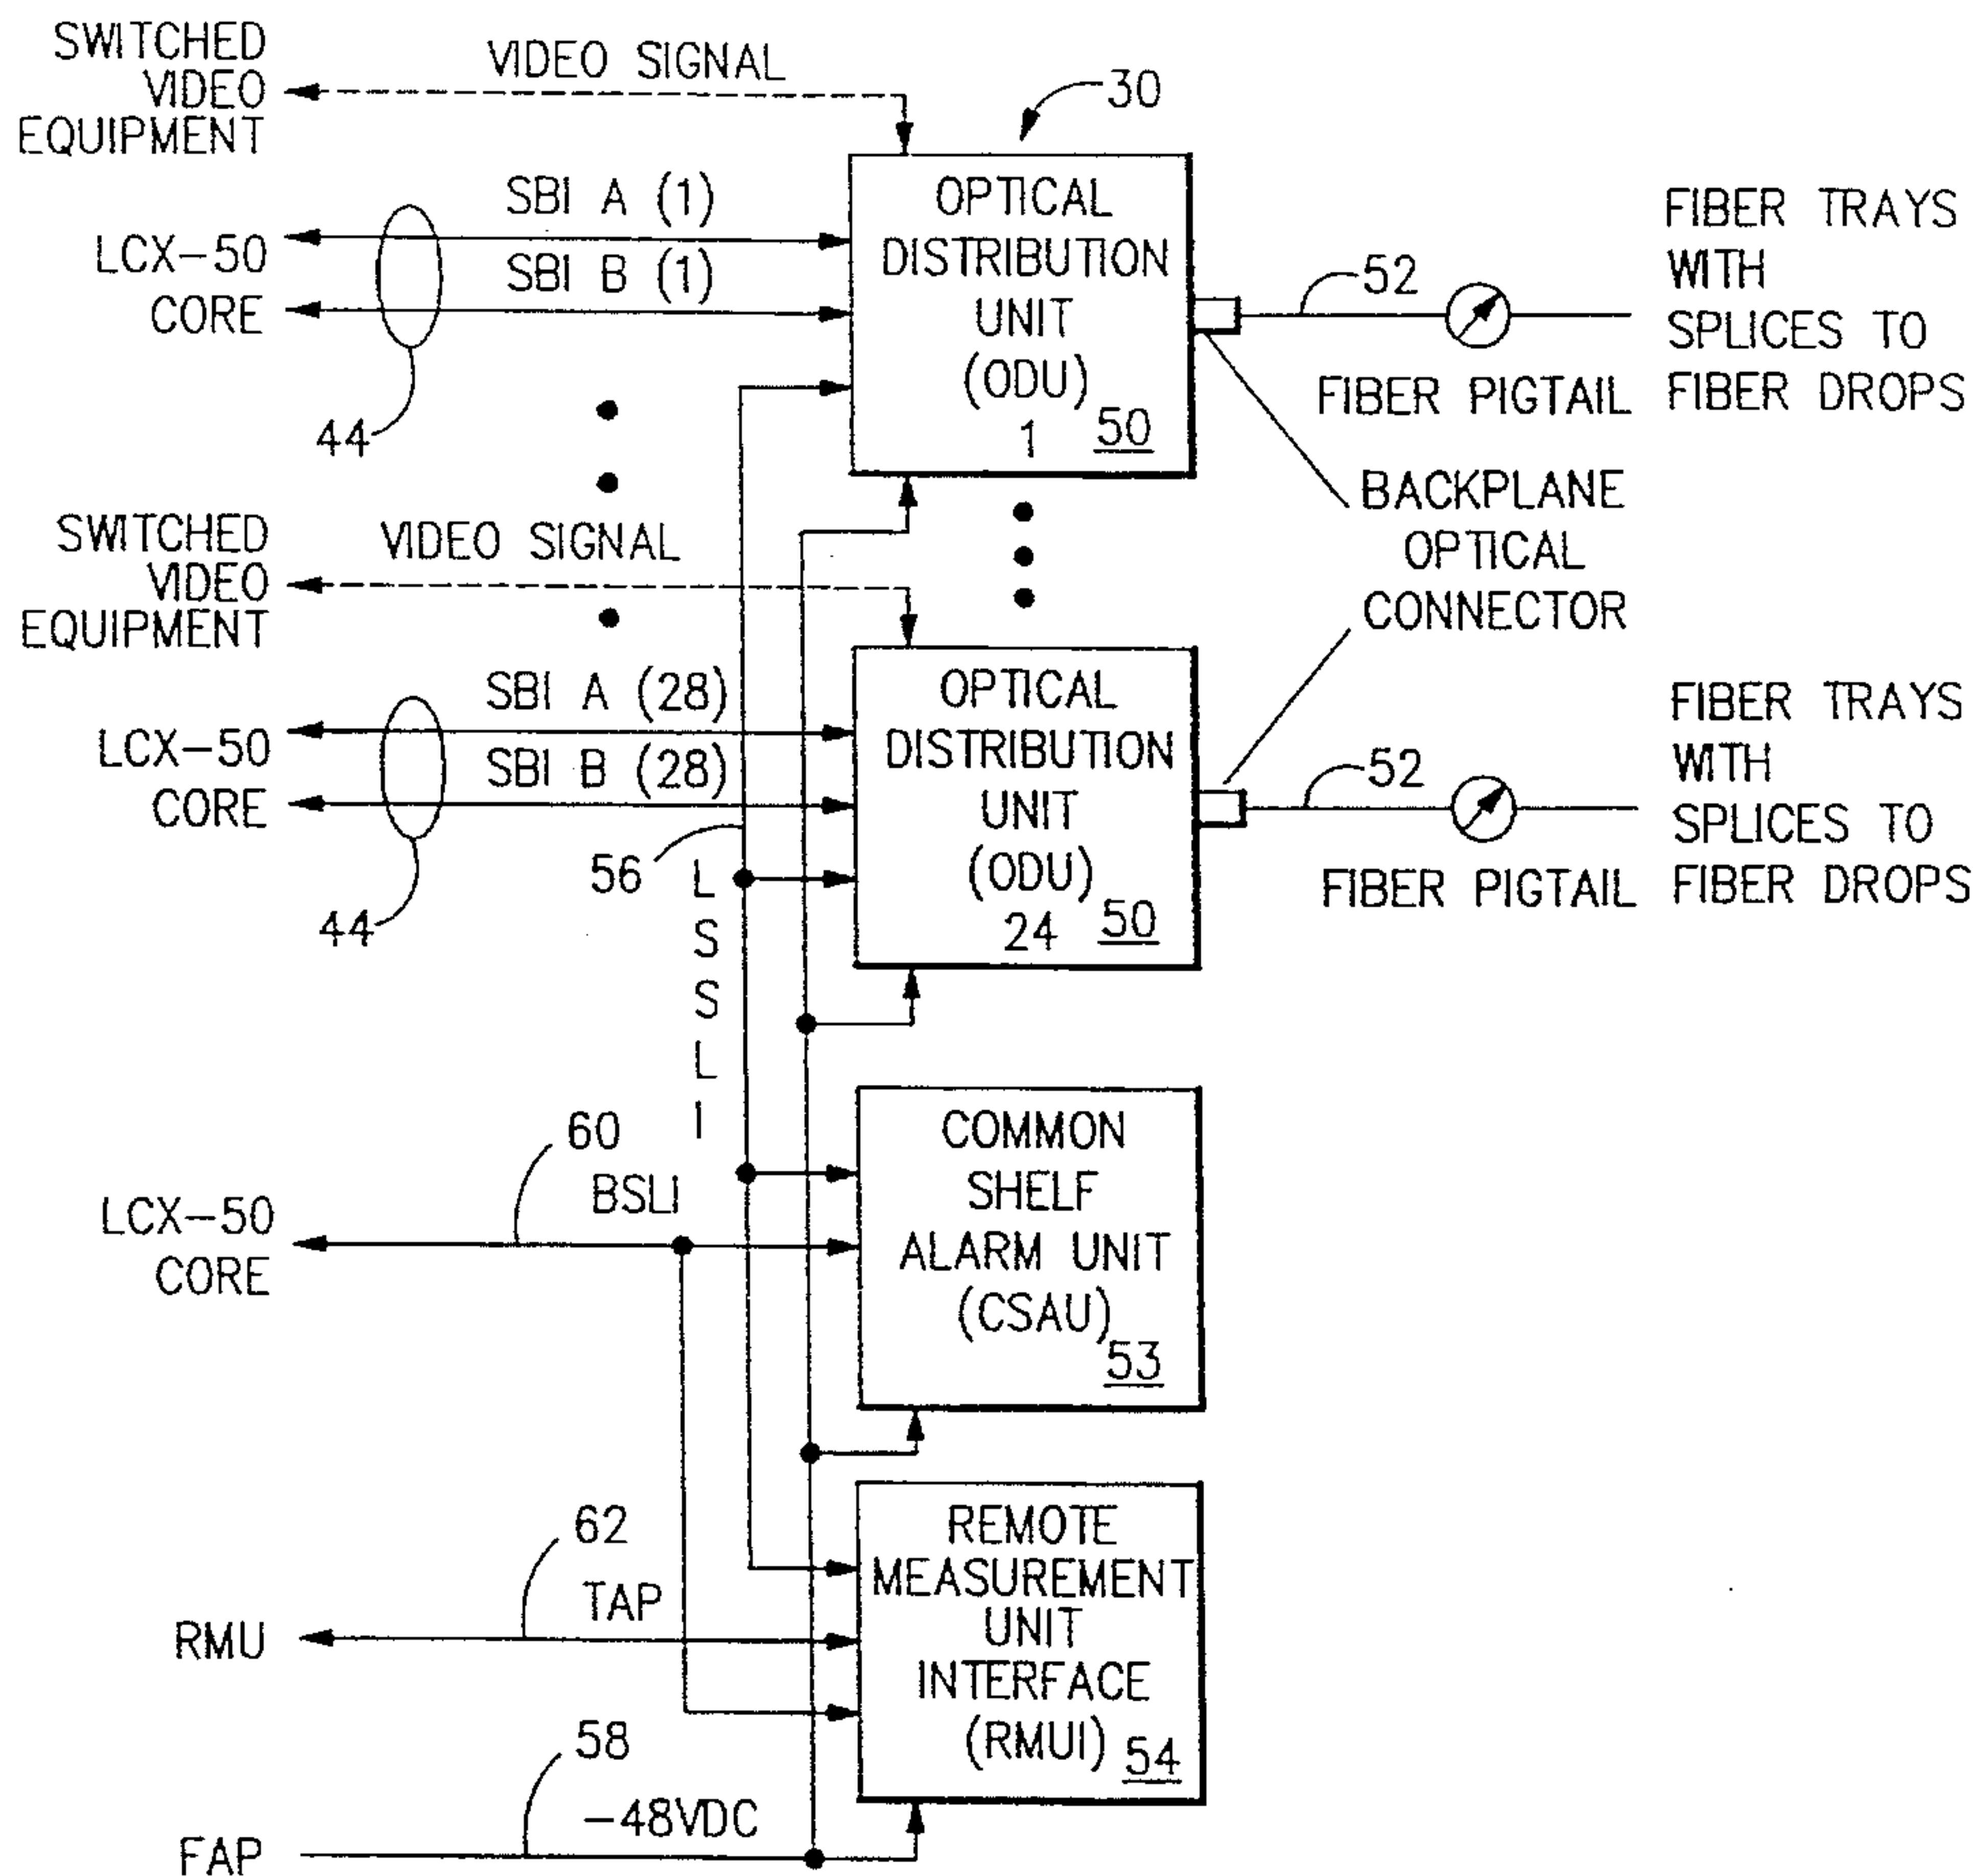 SWITCHED
VIDEO
EQUIPMENT
VIDEO SIGNAL
30
LCX-50
CORE
SBI A (1)
SBI B (1)
44
OPTICAL
DISTRIBUTION
UNIT
(ODU)
1
50
52
FIBER PIGTAIL
FIBER TRAYS
WITH
SPLICES TO
FIBER DROPS
BACKPLANE
OPTICAL
CONNECTOR
SWITCHED
VIDEO
EQUIPMENT
VIDEO SIGNAL
LCX-50
CORE
SBI A (28)
SBI B (28)
44
56
L
S
S
L
I
OPTICAL
DISTRIBUTION
UNIT
(ODU)
24
50
52
FIBER PIGTAIL
FIBER TRAYS
WITH
SPLICES TO
FIBER DROPS
LCX-50
CORE
60
BSLI
COMMON
SHELF
ALARM UNIT
(CSAU)
53
RMU
62
TAP
REMOTE
MEASUREMENT
UNIT
INTERFACE
(RMUI)
54
FAP
58
-48VDC